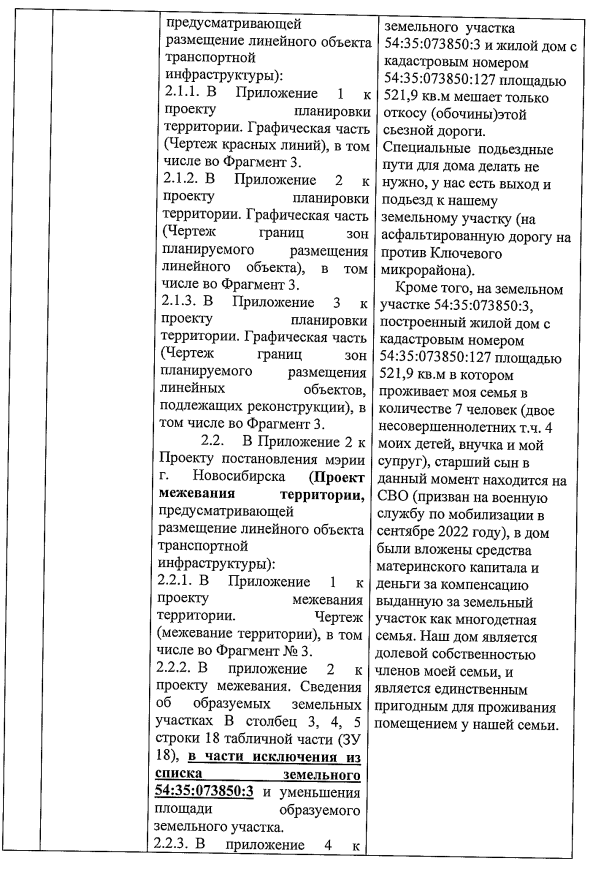 предусматривающей
размещение линейного объекта
транспортной
инфраструктуры):
2.1.1. В Приложение 1 к
проекту планировки
территории. Графическая часть
(Чертеж красных линий), в том
числе во Фрагмент 3.
2.1.2. В Приложение 2 к
проекту планировки
территории. Графическая часть
(Чертеж границ зон
планируемого размещения
линейного объекта), в том
числе во Фрагмент 3.
2.1.3. В Приложение 3 к
проекту планировки
территории. Графическая часть
(Чертеж границ зон
планируемого размещения
линейных объектов,
подлежащих реконструкции), в
том числе во Фрагмент 3.
2.2. В Приложение 2 к
Проекту постановления мэрии
г. Новосибирска (Проект
межевания территории,
предусматривающей
размещение линейного объекта
транспортной
инфраструктуры):
2.2.1. В Приложение 1 к
проекту межевания
территории. Чертеж
(межевание территории), в том
числе во Фрагмент № 3.
2.2.2. В приложение 2 к
проекту межевания. Сведения
об образуемых земельных
участках В столбец 3, 4, 5
строки 18 табличной части (ЗУ
18), в части исключения из
списка земельного
54:35:073850:3 и уменьшения
площади образуемого
земельного участка.
2.2.3. В приложение 4 к
земельного участка
54:35:073850:3 и жилой дом с
кадастровым номером
54:35:073850:127 площадью
521,9 кв.м мешает только
откосу (обочины)этой
сьезной дороги.
Специальные подьездные
пути для дома делать не
нужно, у нас есть выход и
подьезд к нашему
земельному участку (на
асфальтированную дорогу на
против Ключевого
микрорайона).
Кроме того, на земельном
участке 54:35:073850:3,
построенный жилой дом с
кадастровым номером
54:35:073850:127 площадью
521,9 кв.м в котором
проживает моя семья в
количестве 7 человек (двое
несовершеннолетних т.ч. 4
моих детей, внучка и мой
супруг), старший сын в
данный момент находится на
СВО (призван на военную
службу по мобилизации в
сентябре 2022 году), в дом
были вложены средства
материнского капитала и
деньги за компенсацию
выданную за земельный
участок как многодетная
семья. Наш дом является
долевой собственностью
членов моей семьи, и
является единственным
пригодным для проживания
помещением у нашей семьи.